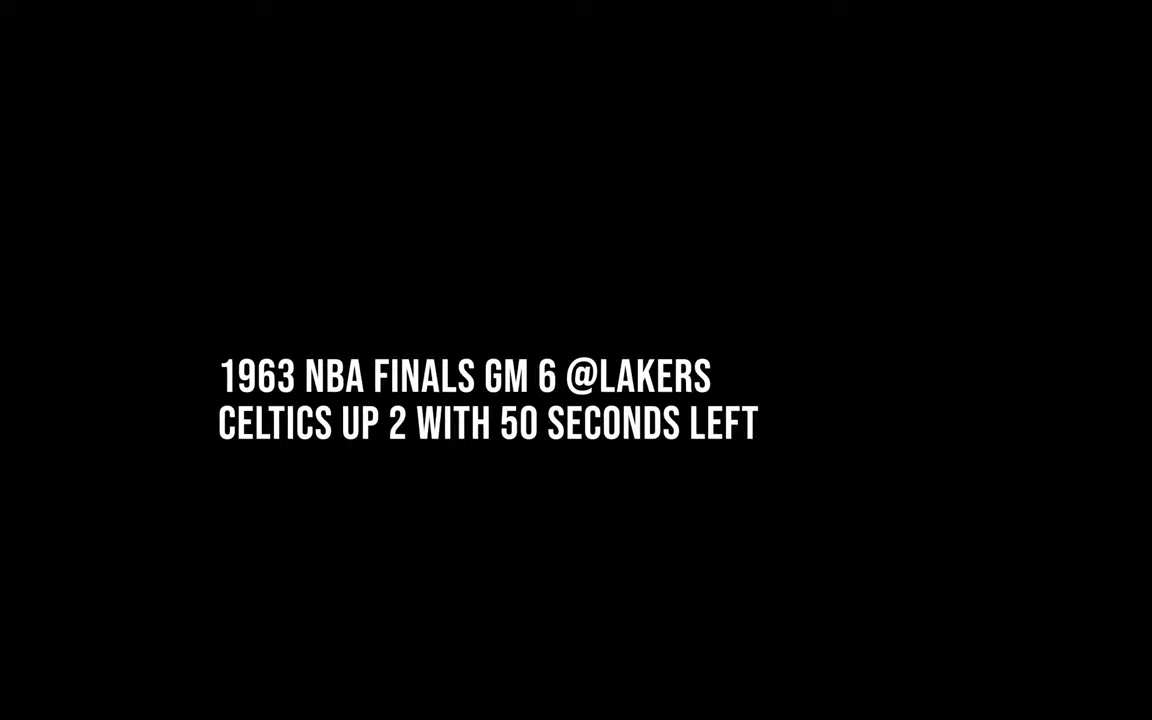 1963 NBA FINALS GM 6 @LAKERS
CELTICS UP 2 WITH 50 SECONDS LEFT